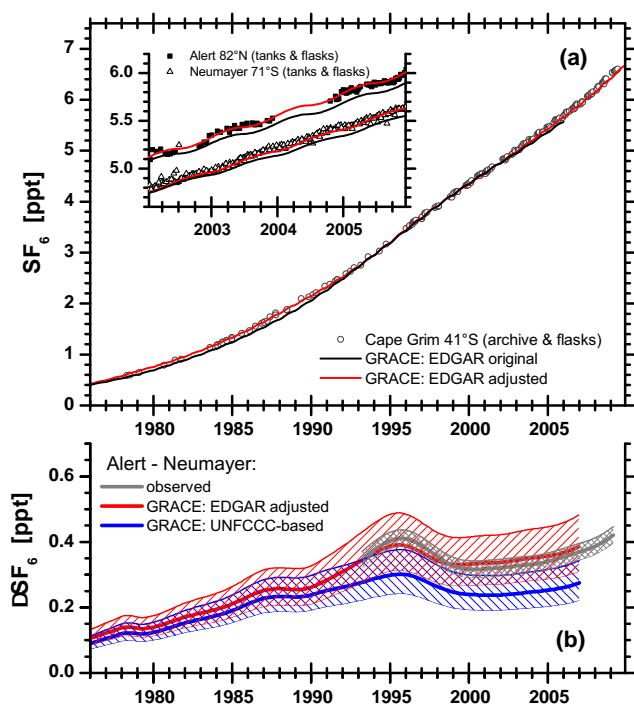 7
6
5
4
3
2
1
0
SF6 [ppt]
(a)
■ Alert 82°N (tanks & flasks)
△ Neumayer 71°S (tanks & flasks)
6.0
5.5
5.0
2003 2004 2005
○ Cape Grim 41°S (archive & flasks)
GRACE: EDGAR original
GRACE: EDGAR adjusted
1980 1985 1990 1995 2000 2005
0.6
0.4
0.2
0.0
DSF6 [ppt]
Alert - Neumayer:
observed
GRACE: EDGAR adjusted
GRACE: UNFCCC-based
(b)
1980 1985 1990 1995 2000 2005